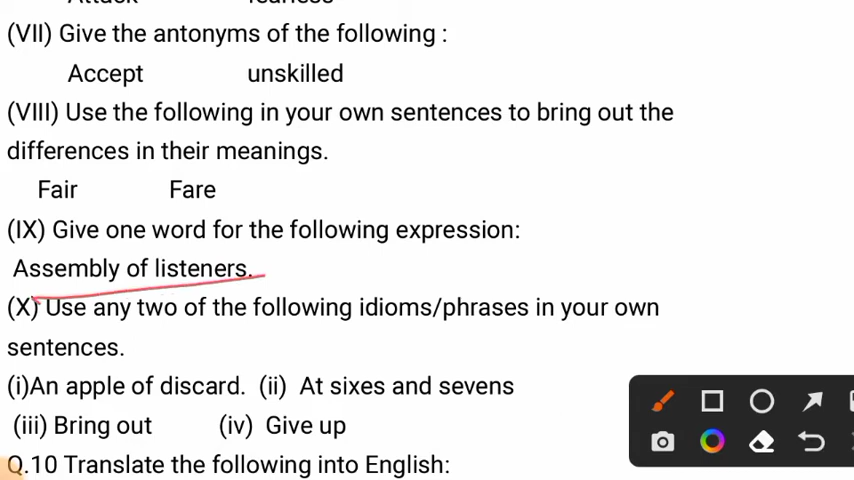 Attack fearless
(VII) Give the antonyms of the following :
Accept unskilled
(VIII) Use the following in your own sentences to bring out the
differences in their meanings.
Fair Fare
(IX) Give one word for the following expression:
Assembly of listeners.
(X) Use any two of the following idioms/phrases in your own
sentences.
(i)An apple of discard. (ii) At sixes and sevens
(iii) Bring out (iv) Give up
Q.10 Translate the following into English: